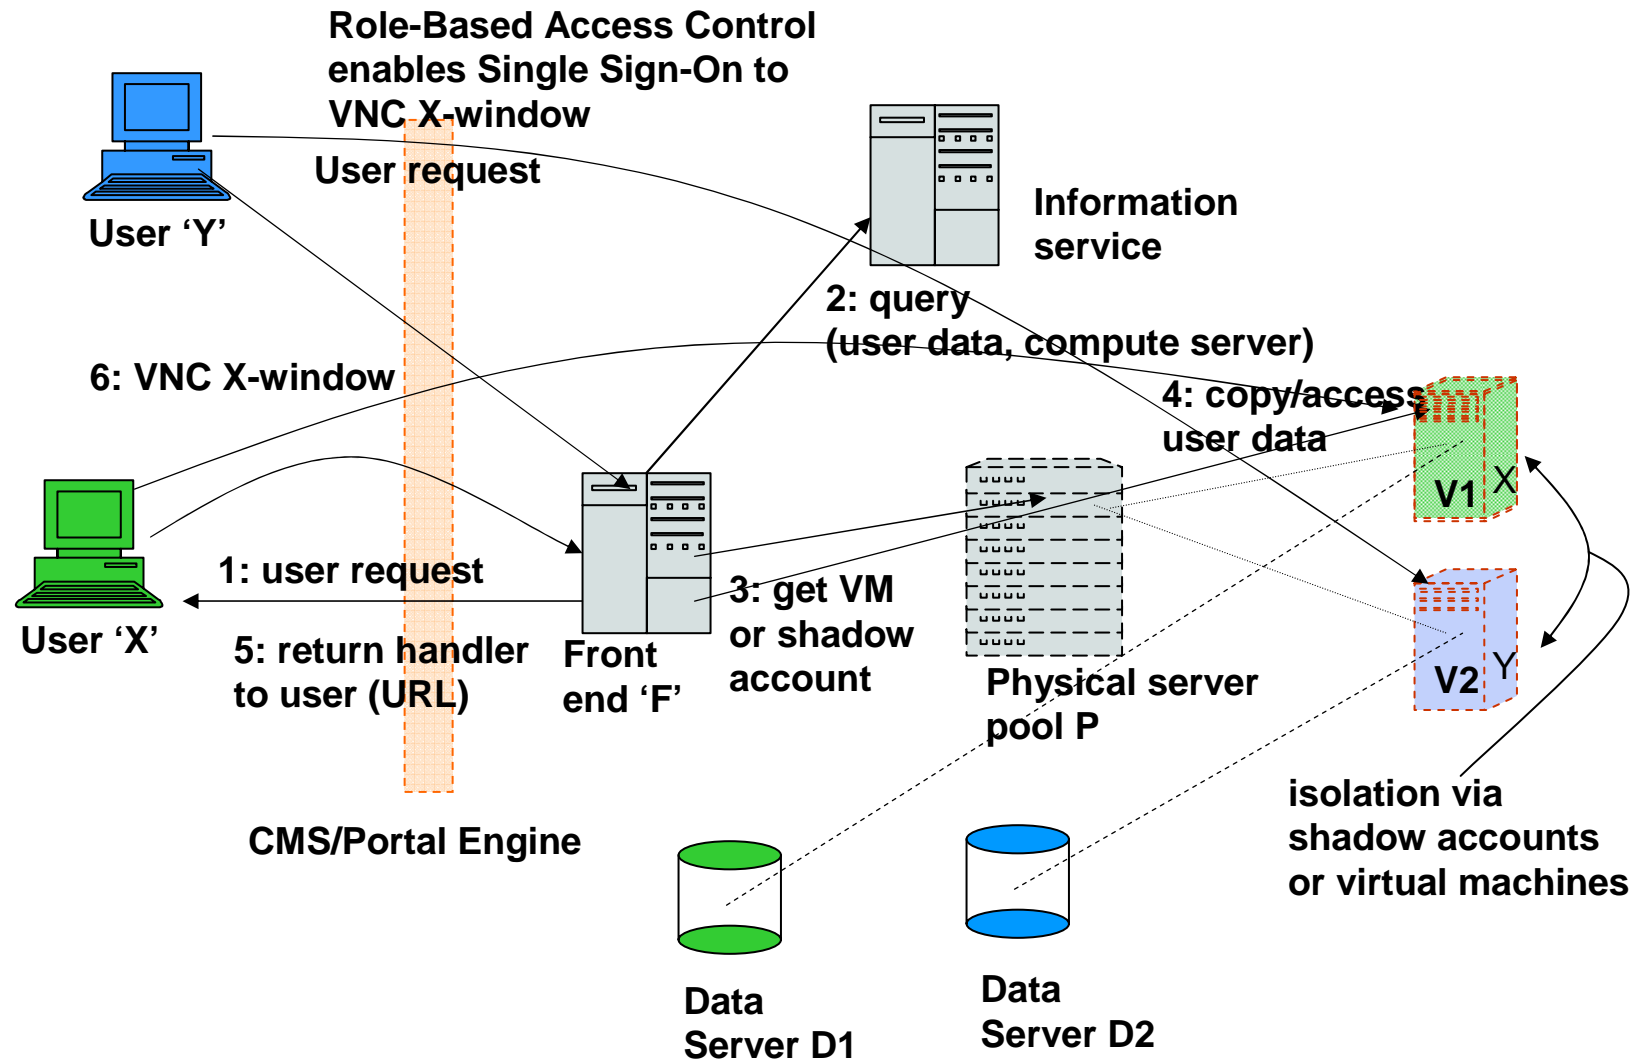 Role-Based Access Control
enables Single Sign-On to
VNC X-window
User request
User ‘Y’
Information
service
2: query
(user data, compute server)
6: VNC X-window
4: copy/access
user data
V1
X
1: user request
User ‘X’
5: return handler
to user (URL)
Front
end ‘F’
3: get VM
or shadow
account
Physical server
pool P
V2
Y
isolation via
shadow accounts
or virtual machines
CMS/Portal Engine
Data
Server D1
Data
Server D2